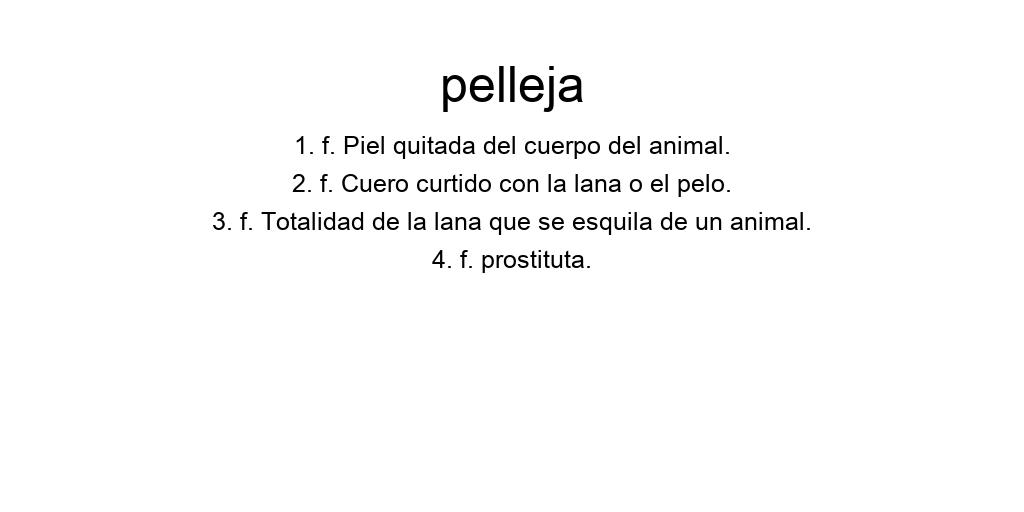 pelleja
1. f. Piel quitada del cuerpo del animal.
2. f. Cuero curtido con la lana o el pelo.
3. f. Totalidad de la lana que se esquila de un animal.
4. f. prostituta.